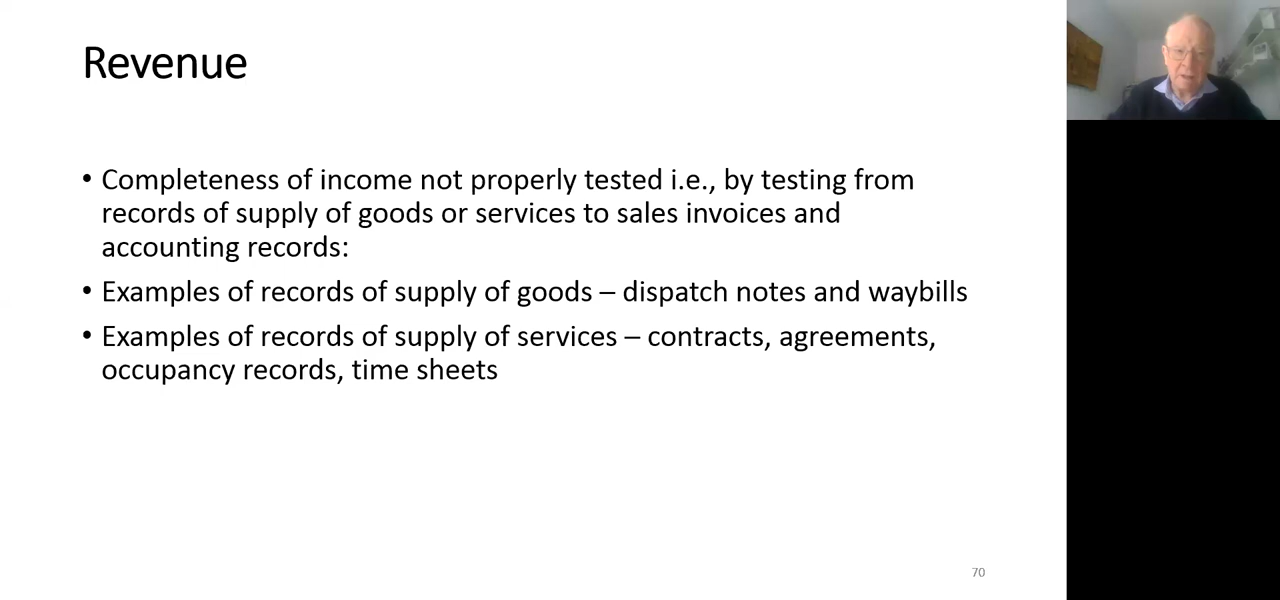 Revenue
• Completeness of income not properly tested i.e., by testing from
records of supply of goods or services to sales invoices and
accounting records:
• Examples of records of supply of goods – dispatch notes and waybills
• Examples of records of supply of services – contracts, agreements,
occupancy records, time sheets
70